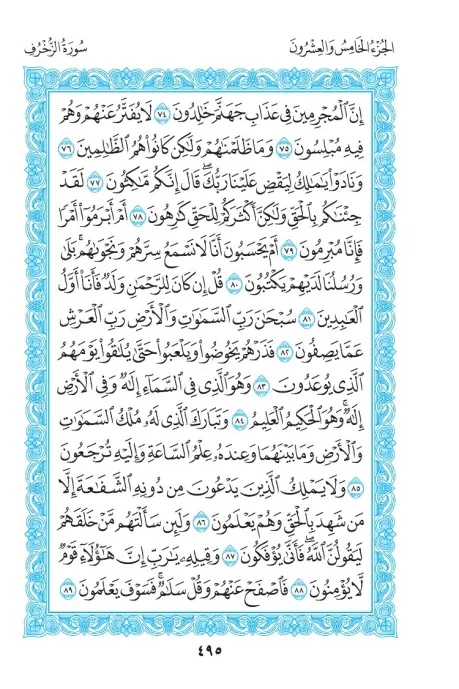 الجُزْءُ الخَامِسُ وَالعِشْرُونَ
سُورَةُ الزُّخْرُفِ
إِنَّ ٱلْمُجْرِمِينَ فِى عَذَابِ جَهَنَّمَ خَٰلِدُونَ ٧٤ لَا يُفَتَّرُ عَنْهُمْ وَهُمْ
فِيهِ مُبْلِسُونَ ٧٥ وَمَا ظَلَمْنَٰهُمْ وَلَٰكِن كَانُوا۟ هُمُ ٱلظَّٰلِمِينَ ٧٦
وَنَادَوْا۟ يَٰمَٰلِكُ لِيَقْضِ عَلَيْنَا رَبُّكَ ۖ قَالَ إِنَّكُم مَّٰكِثُونَ ٧٧ لَقَدْ
جِئْنَٰكُم بِٱلْحَقِّ وَلَٰكِنَّ أَكْثَرَكُمْ لِلْحَقِّ كَٰرِهُونَ ٧٨ أَمْ أَبْرَمُوٓا۟ أَمْرًا
فَإِنَّا مُبْرِمُونَ ٧٩ أَمْ يَحْسَبُونَ أَنَّا لَا نَسْمَعُ سِرَّهُمْ وَنَجْوَىٰهُم ۚ بَلَىٰ
وَرُسُلُنَا لَدَيْهِمْ يَكْتُبُونَ ٨٠ قُلْ إِن كَانَ لِلرَّحْمَٰنِ وَلَدٌ فَأَنَا۠ أَوَّلُ
ٱلْعَٰبِدِينَ ٨١ سُبْحَٰنَ رَبِّ ٱلسَّمَٰوَٰتِ وَٱلْأَرْضِ رَبِّ ٱلْعَرْشِ
عَمَّا يَصِفُونَ ٨٢ فَذَرْهُمْ يَخُوضُوا۟ وَيَلْعَبُوا۟ حَتَّىٰ يُلَٰقُوا۟ يَوْمَهُمُ
ٱلَّذِى يُوعَدُونَ ٨٣ وَهُوَ ٱلَّذِى فِى ٱلسَّمَآءِ إِلَٰهٌ وَفِى ٱلْأَرْضِ
إِلَٰهٌ ۚ وَهُوَ ٱلْحَكِيمُ ٱلْعَلِيمُ ٨٤ وَتَبَارَكَ ٱلَّذِى لَهُۥ مُلْكُ ٱلسَّمَٰوَٰتِ
وَٱلْأَرْضِ وَمَا بَيْنَهُمَا وَعِندَهُۥ عِلْمُ ٱلسَّاعَةِ وَإِلَيْهِ تُرْجَعُونَ
٨٥ وَلَا يَمْلِكُ ٱلَّذِينَ يَدْعُونَ مِن دُونِهِ ٱلشَّفَٰعَةَ إِلَّا
مَن شَهِدَ بِٱلْحَقِّ وَهُمْ يَعْلَمُونَ ٨٦ وَلَئِن سَأَلْتَهُم مَّنْ خَلَقَهُمْ
لَيَقُولُنَّ ٱللَّهُ ۖ فَأَنَّىٰ يُؤْفَكُونَ ٨٧ وَقِيلِهِۦ يَٰرَبِّ إِنَّ هَٰٓؤُلَآءِ قَوْمٌ
لَّا يُؤْمِنُونَ ٨٨ فَٱصْفَحْ عَنْهُمْ وَقُلْ سَلَٰمٌ ۚ فَسَوْفَ يَعْلَمُونَ ٨٩
٤٩٥